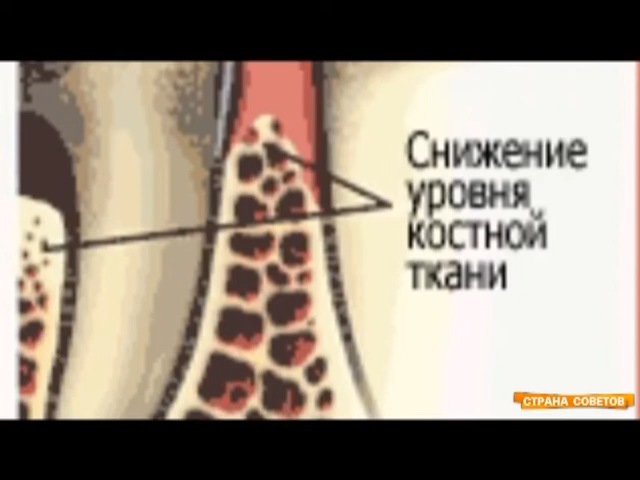 Снижение
уровня
костной
ткани
СТРАНА СОВЕТОВ